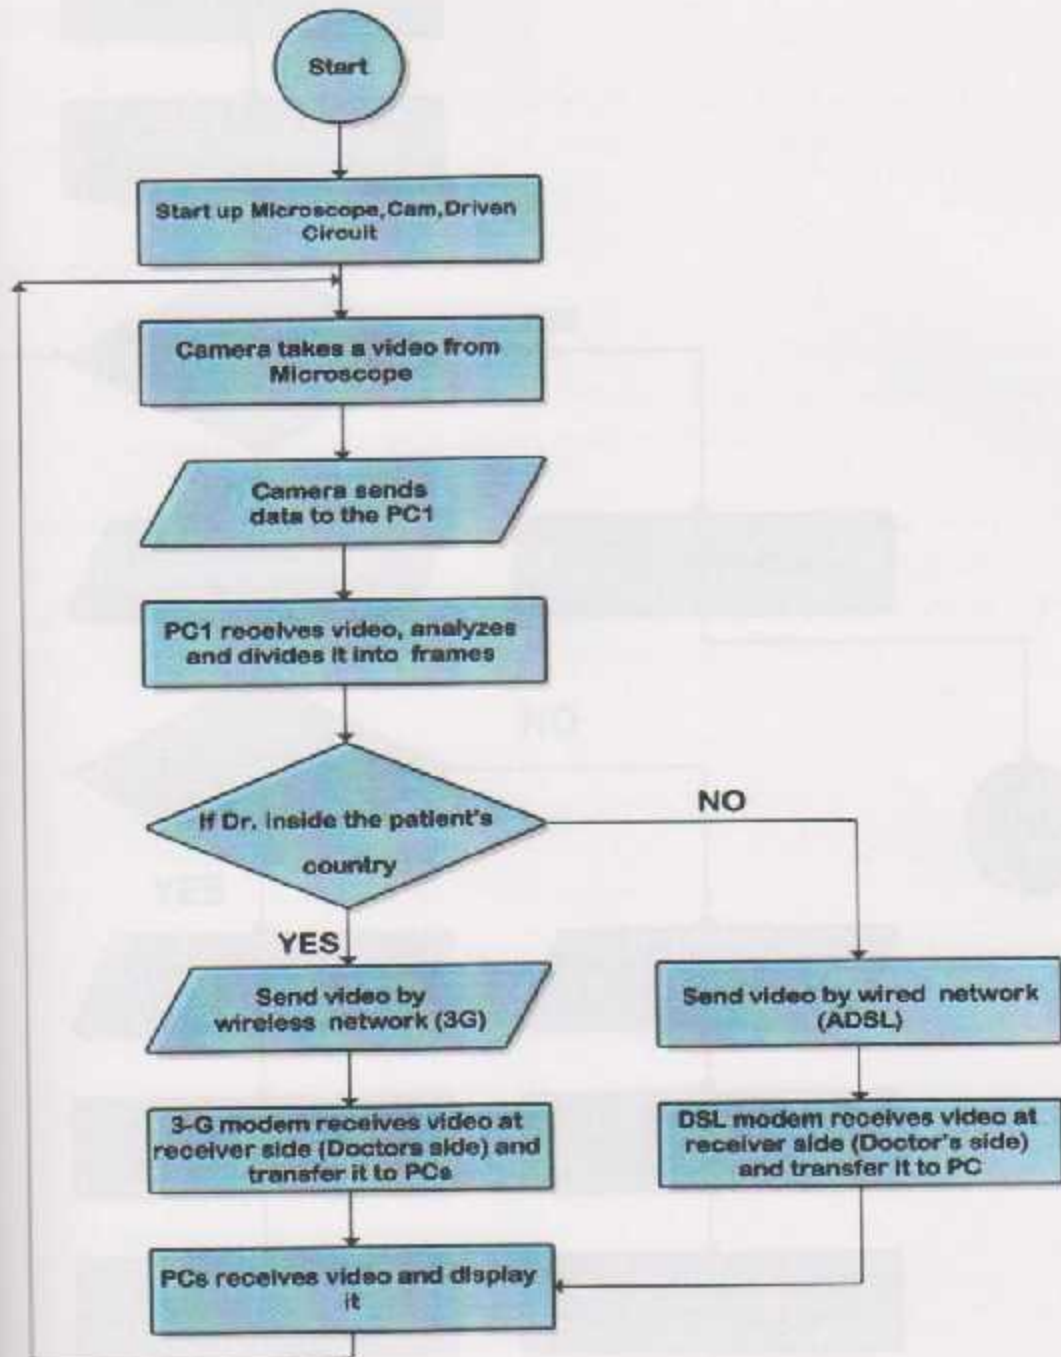 Start
Start up Microscope,Cam,Driven
Circuit
Camera takes a video from
Microscope
Camera sends
data to the PC1
PC1 receives video, analyzes
and divides it into frames
If Dr. inside the patient's
country
NO
YES
Send video by
wireless network (3G)
Send video by wired network
(ADSL)
3-G modem receives video at
receiver side (Doctors side) and
transfer it to PCs
DSL modem receives video at
receiver side (Doctor's side)
and transfer it to PC
PCs receives video and display
it